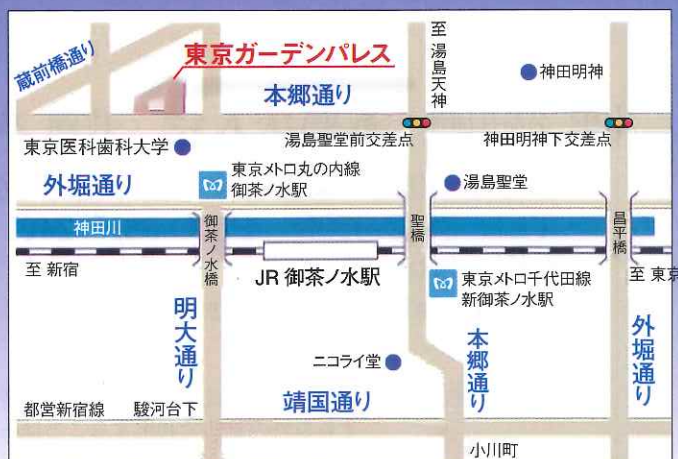 蔵前橋通り
東京ガーデンパレス
至 湯島天神
神田明神
本郷通り
湯島聖堂前交差点
神田明神下交差点
東京医科歯科大学
東京メトロ丸の内線
御茶ノ水駅
湯島聖堂
外堀通り
神田川
御茶ノ水橋
聖橋
昌平橋
至 新宿
JR 御茶ノ水駅
東京メトロ千代田線
新御茶ノ水駅
至 東京
明大通り
本郷通り
外堀通り
ニコライ堂
都営新宿線
駿河台下
靖国通り
小川町